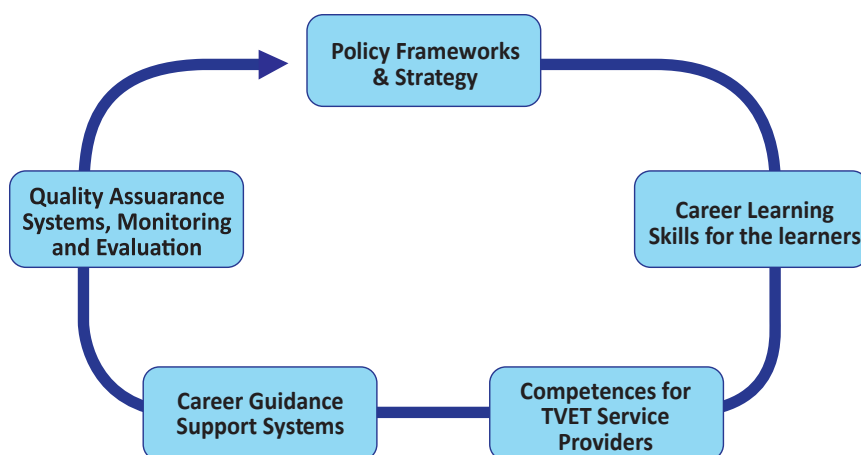 Policy Frameworks
& Strategy
Career Learning
Skills for the learners
Competences for
TVET Service
Providers
Career Guidance
Support Systems
Quality Assuarance
Systems, Monitoring
and Evaluation